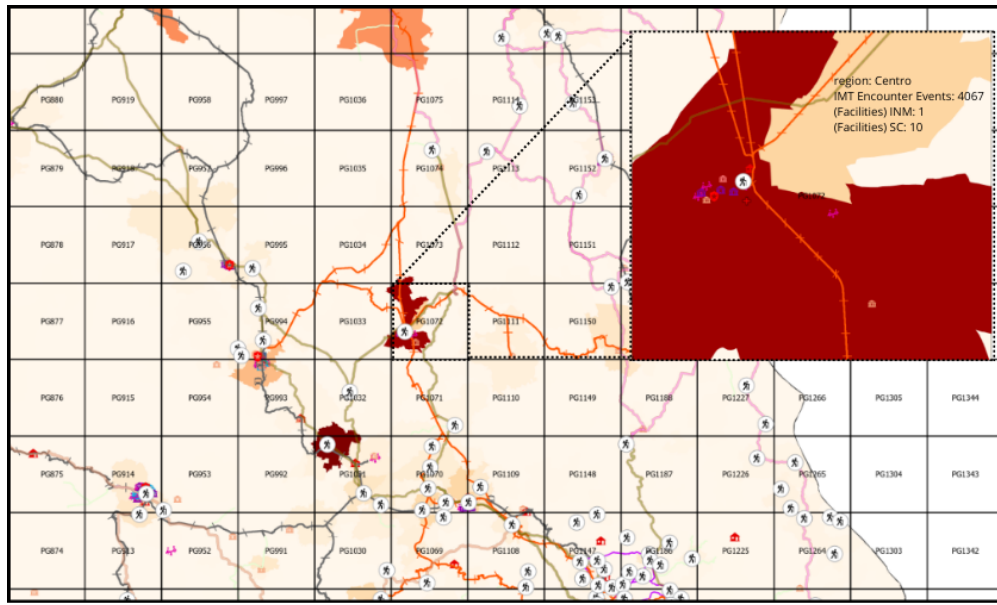 PG880 PG919 PG958 PG997 PG1036 PG1075
PG879 PG996 PG1035 PG1074 PG1113 PG1152
PG878 PG917 PG995 PG1034 PG1073 PG1112 PG1151
PG877 PG916 PG955 PG994 PG1033 PG1072 PG1111 PG1150
PG876 PG915 PG954 PG993 PG1032 PG1071 PG1110 PG1149 PG1188 PG1227 PG1266 PG1305 PG1344
PG875 PG914 PG953 PG992 PG1031 PG1070 PG1109 PG1148 PG1187 PG1226 PG1265 PG1304 PG1343
PG874 PG913 PG952 PG991 PG1030 PG1069 PG1108 PG1147 PG1186 PG1225 PG1264 PG1303 PG1342
region: Centro
IMT Encounter Events: 4067
(Facilities) INM: 1
(Facilities) SC: 10
PG1072